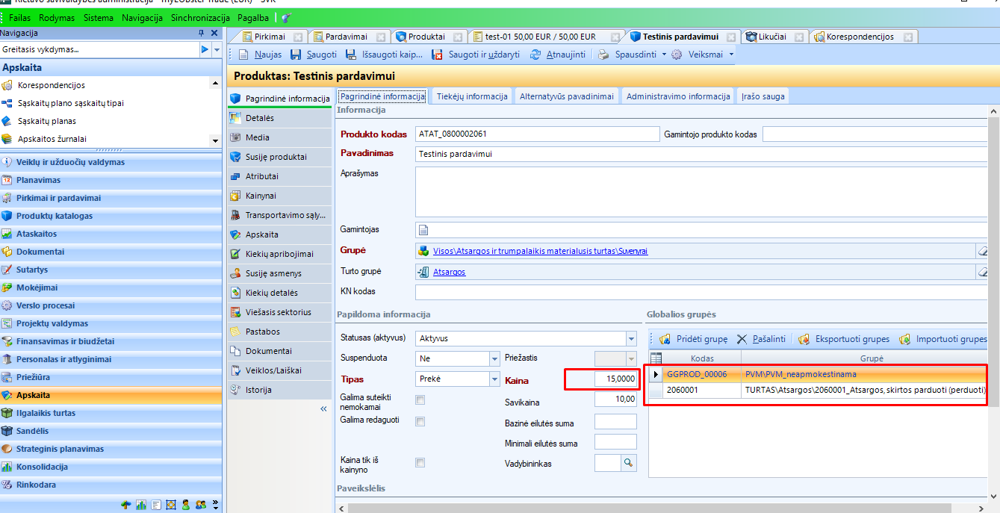 Rietavo savivaldybės administracija - myLOBster Trade (EUR) - SVK
Failas Rodymas Sistema Navigacija Sinchronizacija Pagalba
Navigacija
Greitasis vykdymas...
Apskaita
Korespondencijos
Sąskaitų plano sąskaitų tipai
Sąskaitų planas
Apskaitos žurnalai
Veiklų ir užduočių valdymas
Planavimas
Pirkimai ir pardavimai
Produktų katalogas
Ataskaitos
Dokumentai
Sutartys
Mokėjimai
Verslo procesai
Projektų valdymas
Finansavimas ir biudžetai
Personalas ir atlyginimai
Priežiūra
Apskaita
Ilgalaikis turtas
Sandėlis
Strateginis planavimas
Konsolidacija
Rinkodara
Pirkimai
Pardavimai
Produktai
test-01 50,00 EUR / 50,00 EUR
Testinis pardavimui
Likučiai
Korespondencijos
Naujas Saugoti Išsaugoti kaip... Saugoti ir uždaryti Atnaujinti Spausdinti Veiksmai
Produktas: Testinis pardavimui
Pagrindinė informacija
Detalės
Media
Susiję produktai
Atributai
Kainynai
Transportavimo sąly...
Apskaita
Kiekių apribojimai
Susiję asmenys
Kiekių detalės
Viešasis sektorius
Pastabos
Dokumentai
Veiklos/Laiškai
Istorija
«
Pagrindinė informacija Tiekėjų informacija Alternatyvūs pavadinimai Administravimo informacija Įrašo sauga
Informacija
Produkto kodas ATAT_0800002061 Gamintojo produkto kodas
Pavadinimas Testinis pardavimui
Aprašymas
Gamintojas
Grupė Visos\Atsargos ir trumpalaikis materialusis turtas\Suvenyrai
Turto grupė Atsargos
KN kodas
Papildoma informacija
Statusas (aktyvus) Aktyvus
Suspenduota Ne Priežastis
Tipas Prekė Kaina 15,0000
Galima suteikti nemokamai Savikaina 10,00
Galima redaguoti Bazinė eilutės suma
Minimali eilutės suma
Kaina tik iš kainyno Vadybininkas
Paveikslėlis
Globalios grupės
Pridėti grupę Pašalinti Eksportuoti grupes Importuoti grupes
Kodas Grupė
GGPROD_00006 PVM\PVM_neapmokestinama
2060001 TURTAS\Atsargos\2060001_Atsargos, skirtos parduoti (perduoti)